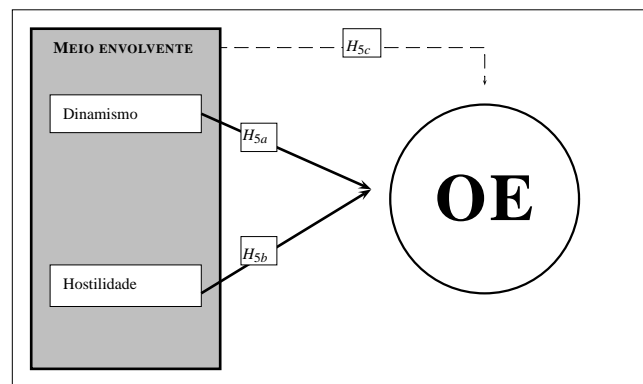 MEIO ENVOLVENTE
H5c
Dinamismo
H5a
OE
H5b
Hostilidade